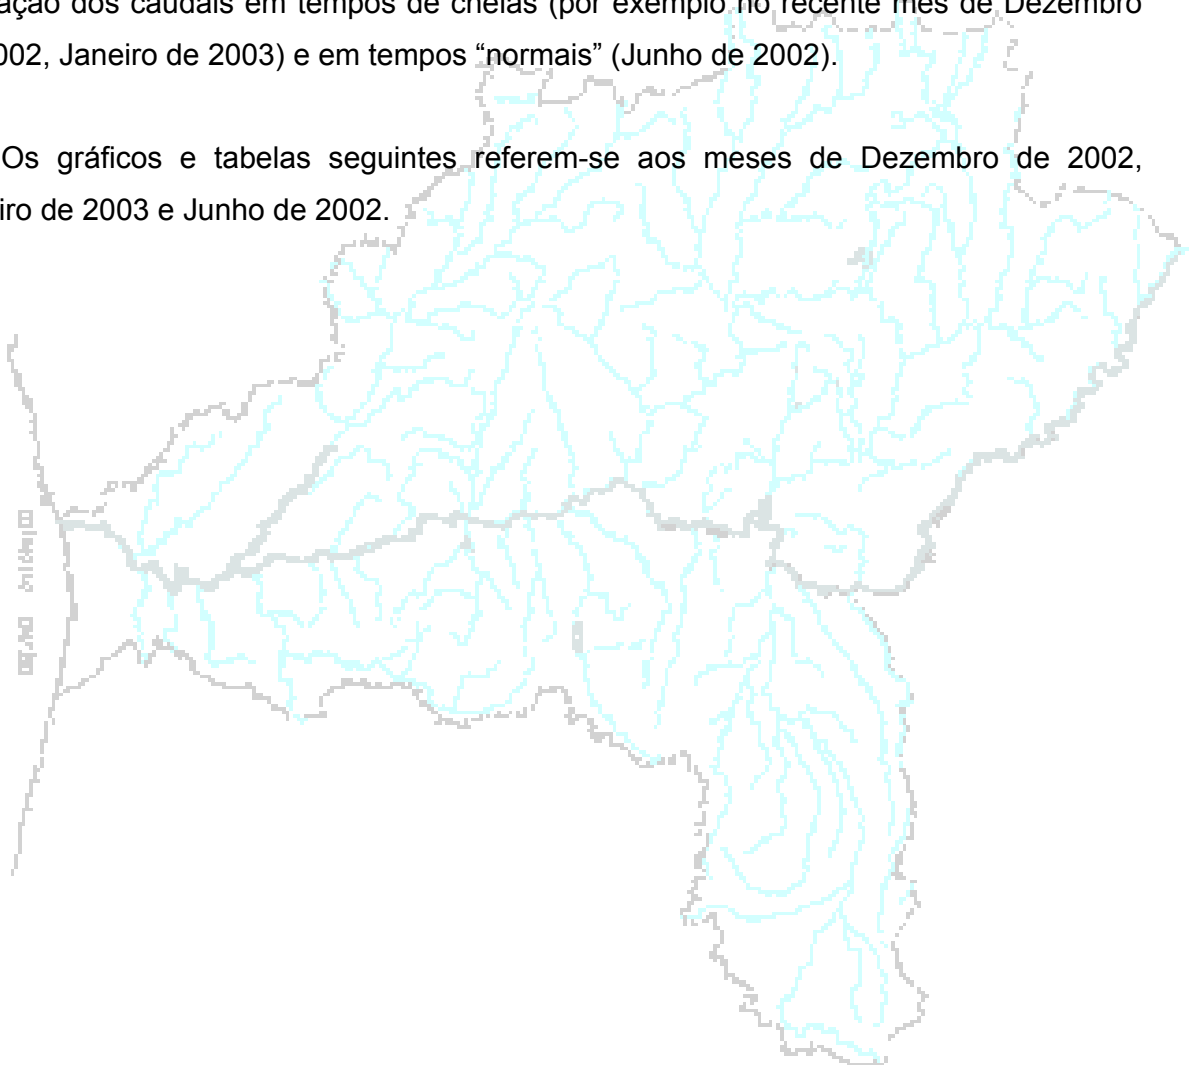 ação dos caudais em tempos de cheias (por exemplo no recente mês de Dezembro
002, Janeiro de 2003) e em tempos “normais” (Junho de 2002).
Os gráficos e tabelas seguintes referem-se aos meses de Dezembro de 2002,
iro de 2003 e Junho de 2002.